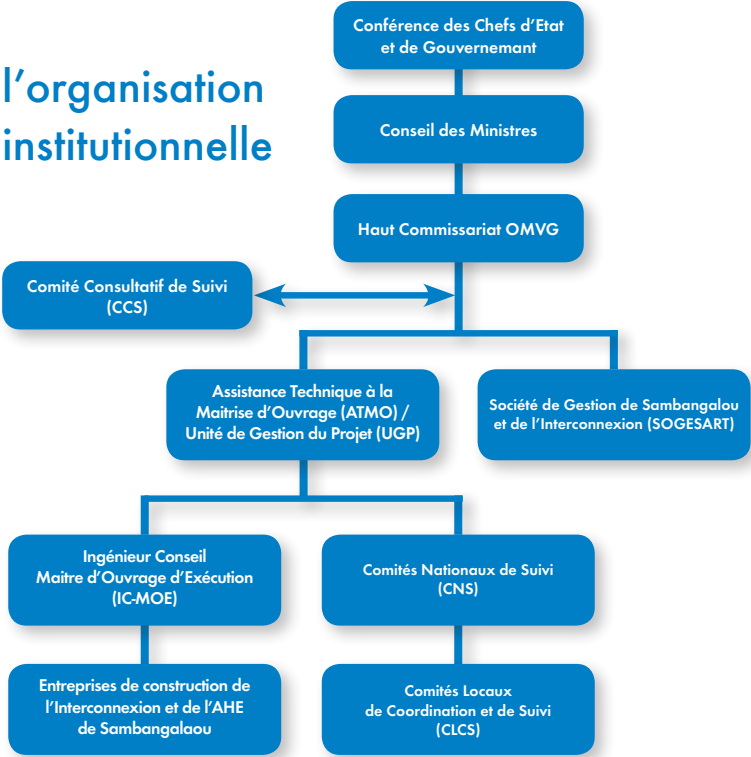 l'organisation
institutionnelle
Conférence des Chefs d'Etat
et de Gouvernemant
Conseil des Ministres
Haut Commissariat OMVG
Comité Consultatif de Suivi
(CCS)
Assistance Technique à la
Maitrise d'Ouvrage (ATMO) /
Unité de Gestion du Projet (UGP)
Société de Gestion de Sambangalou
et de l'Interconnexion (SOGESART)
Ingénieur Conseil
Maitre d'Ouvrage d'Exécution
(IC-MOE)
Comités Nationaux de Suivi
(CNS)
Entreprises de construction de
l'Interconnexion et de l'AHE
de Sambangalaou
Comités Locaux
de Coordination et de Suivi
(CLCS)